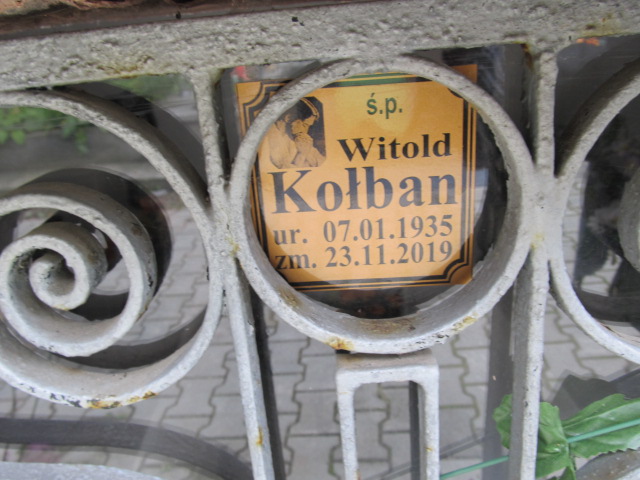 ś.p.
Witold
Kołban
ur. 07.01.1935
zm. 23.11.2019